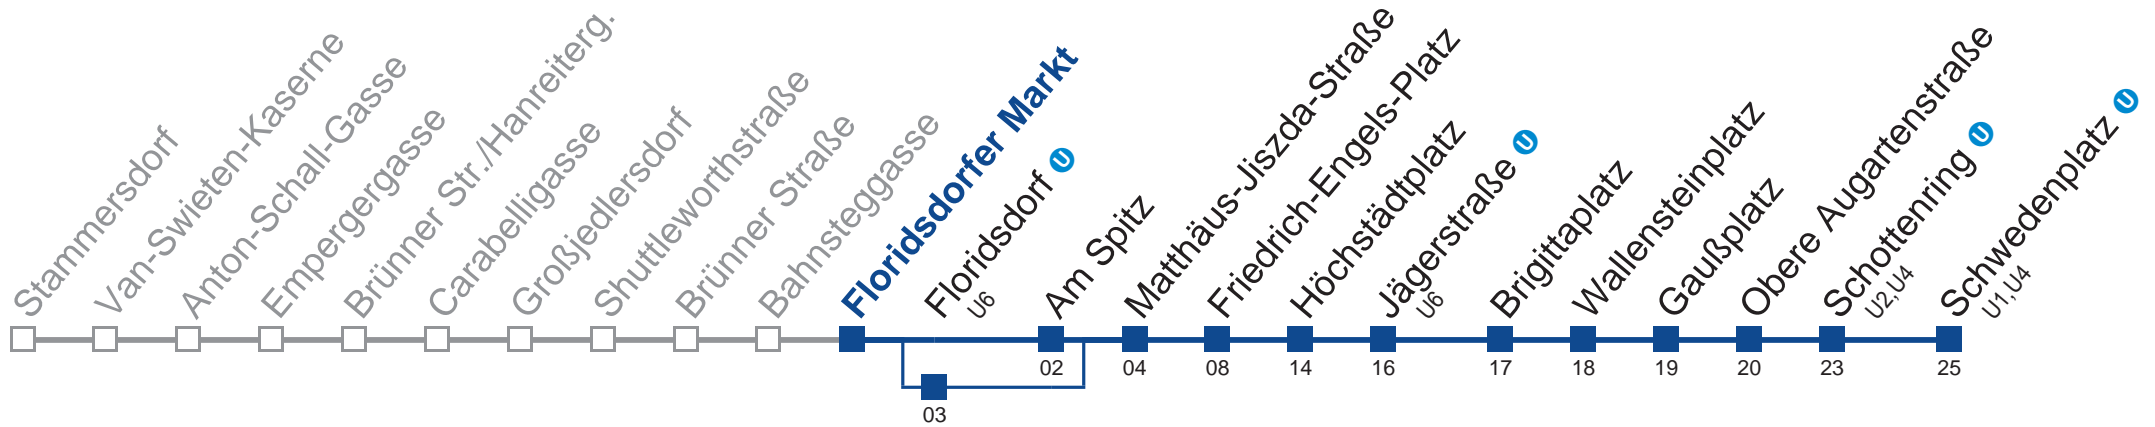 Stammersdorf
Van-Swieten-Kaserne
Anton-Schall-Gasse
Empergergasse
Brünner Str./Hanreiterg.
Carabelligasse
Großjedlersdorf
Shuttleworthstraße
Brünner Straße
Bahnsteggasse
Floridsdorfer Markt
Floridsdorf U
U6
Am Spitz
Matthäus-Jiszda-Straße
Friedrich-Engels-Platz
Höchstädtplatz
Jägerstraße U
U6
Brigittaplatz
Wallensteinplatz
Gaußplatz
Obere Augartenstraße
Schottenring U
U2,U4
Schwedenplatz U
U1,U4
02 04 08 14 16 17 18 19 20 23 25
03